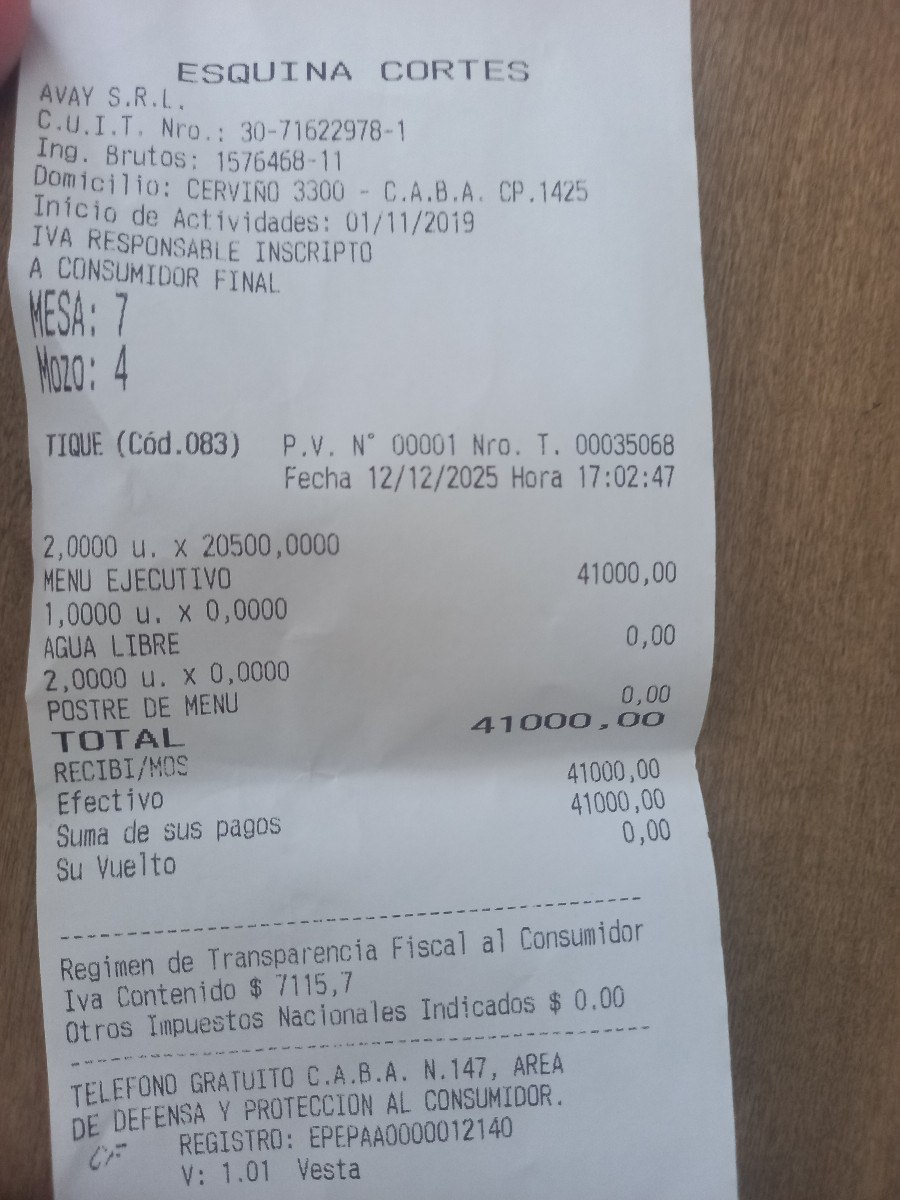 ESQUINA CORTES
AVAY S.R.L.
C.U.I.T. Nro.: 30-71622978-1
Ing. Brutos: 1576468-11
Domicilio: CERVIÑO 3300 - C.A.B.A. CP.1425
Inicio de Actividades: 01/11/2019
IVA RESPONSABLE INSCRIPTO
A CONSUMIDOR FINAL
MESA: 7
Mozo: 4
TIQUE (Cód.083) P.V. N° 00001 Nro. T. 00035068
Fecha 12/12/2025 Hora 17:02:47
2,0000 u. x 20500,0000
MENU EJECUTIVO 41000,00
1,0000 u. x 0,0000
AGUA LIBRE 0,00
2,0000 u. x 0,0000
POSTRE DE MENU 0,00
TOTAL 41000,00
RECIBI/MOS
Efectivo 41000,00
Suma de sus pagos 41000,00
Su Vuelto 0,00
Regimen de Transparencia Fiscal al Consumidor
Iva Contenido $ 7115,7
Otros Impuestos Nacionales Indicados $ 0.00
TELEFONO GRATUITO C.A.B.A. N.147, AREA
DE DEFENSA Y PROTECCION AL CONSUMIDOR.
CF REGISTRO: EPEPAA0000012140
V: 1.01 Vesta